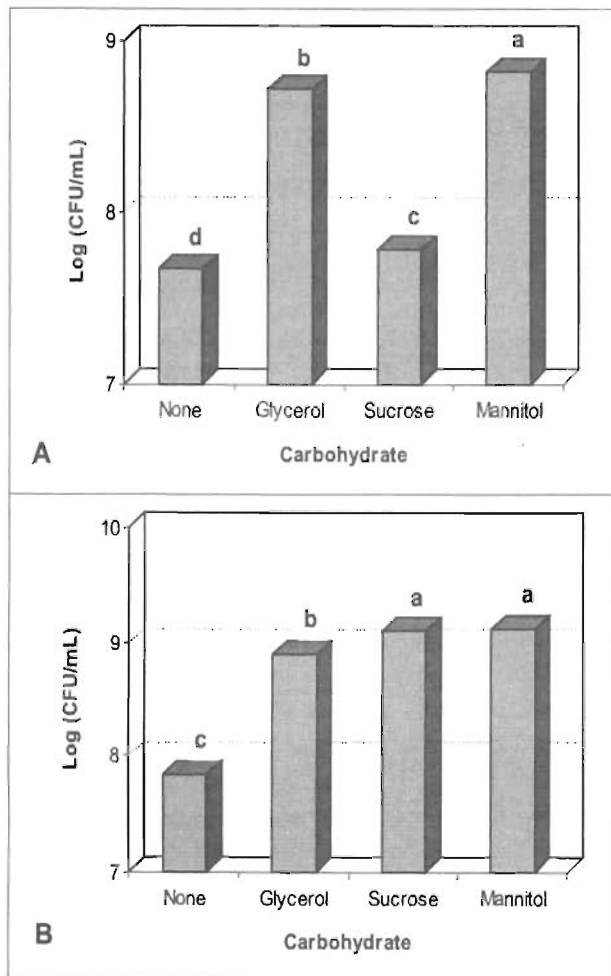 9
a
b
Log (CFU/mL)
8
c
d
7
None Glycerol Sucrose Mannitol
A
Carbohydrate
10
a a
b
9
Log (CFU/mL)
8
c
7
None Glycerol Sucrose Mannitol
B
Carbohydrate